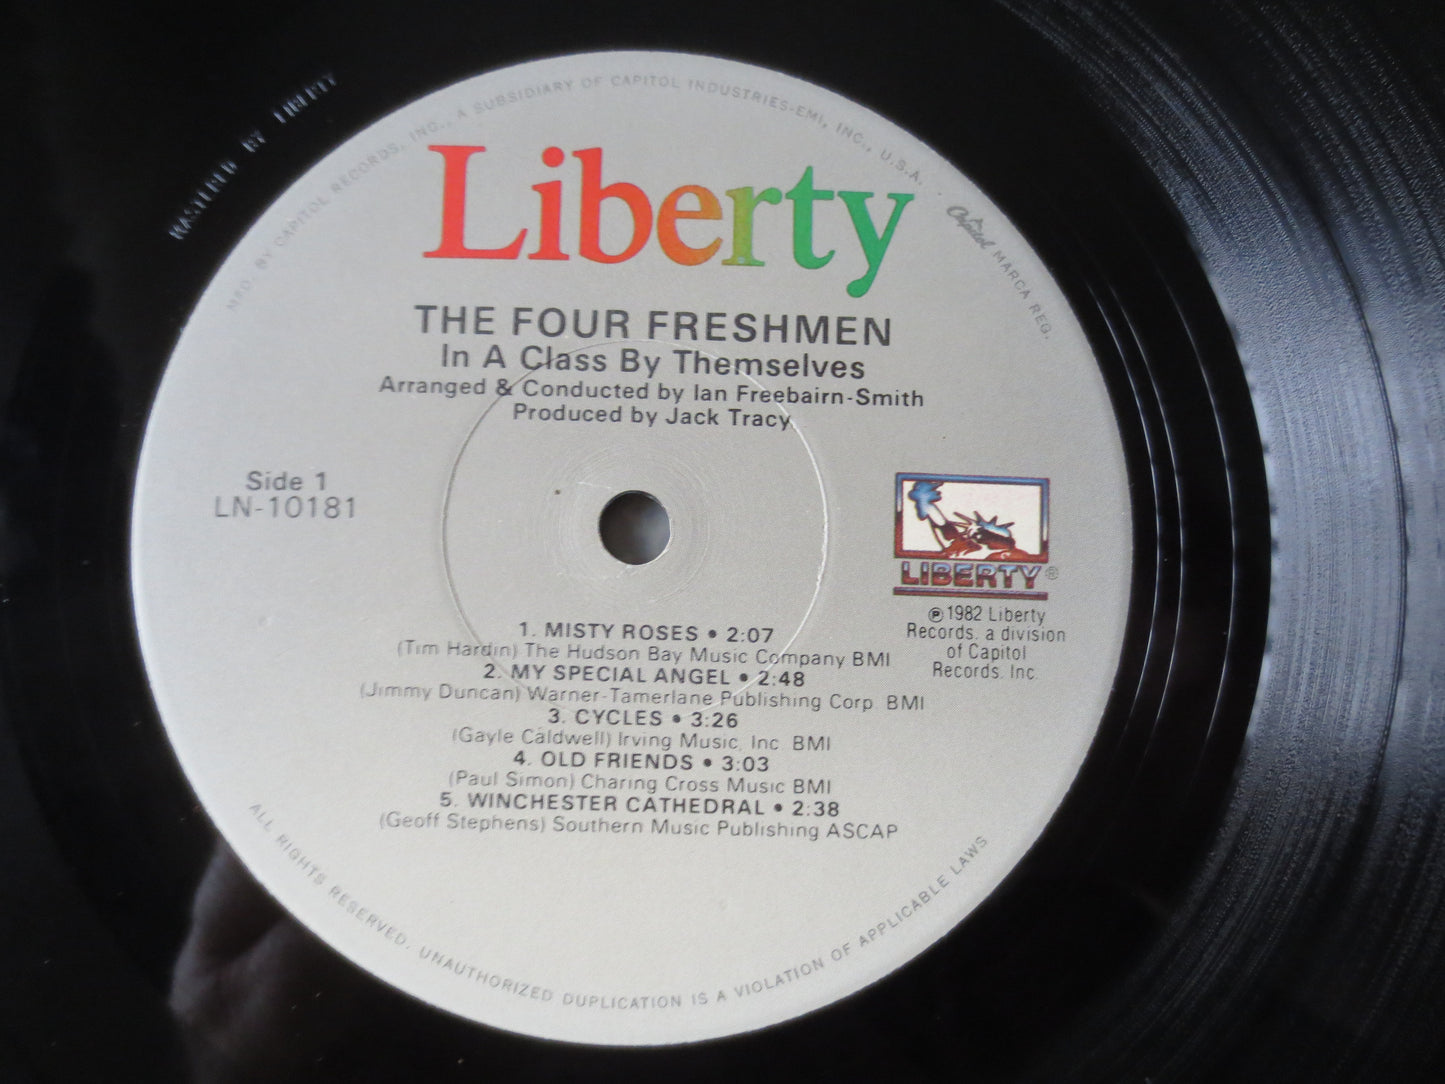 MASTERED BY LIBERTY
MFD. BY CAPITOL RECORDS, INC., A SUBSIDIARY OF CAPITOL INDUSTRIES-EMI, INC., U.S.A. · Capitol MARCA REG.
Liberty
THE FOUR FRESHMEN
In A Class By Themselves
Arranged & Conducted by Ian Freebairn-Smith
Produced by Jack Tracy
Side 1
LN-10181
LIBERTY®
℗ 1982 Liberty
Records, a division
of Capitol
Records, Inc.
1. MISTY ROSES • 2:07
(Tim Hardin) The Hudson Bay Music Company BMI
2. MY SPECIAL ANGEL • 2:48
(Jimmy Duncan) Warner-Tamerlane Publishing Corp BMI
3. CYCLES • 3:26
(Gayle Caldwell) Irving Music, Inc. BMI
4. OLD FRIENDS • 3:03
(Paul Simon) Charing Cross Music BMI
5. WINCHESTER CATHEDRAL • 2:38
(Geoff Stephens) Southern Music Publishing ASCAP
ALL RIGHTS RESERVED. UNAUTHORIZED DUPLICATION IS A VIOLATION OF APPLICABLE LAWS